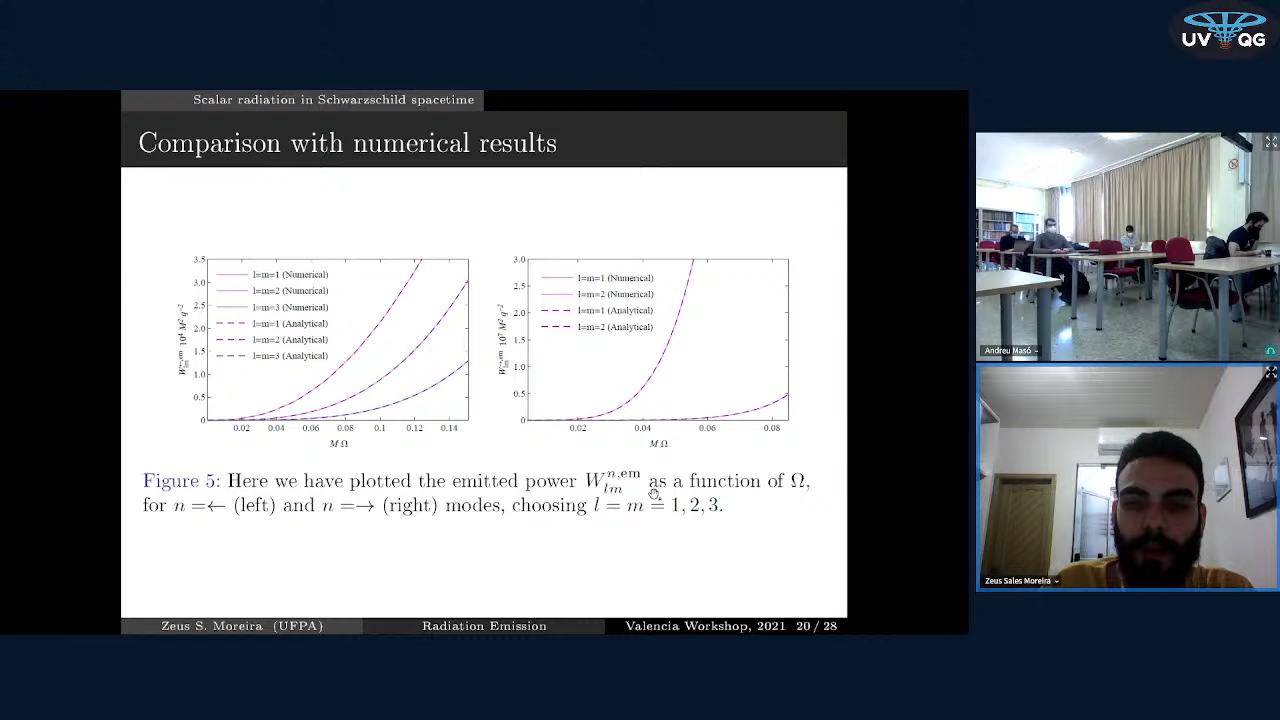 UV QG
Scalar radiation in Schwarzschild spacetime
Comparison with numerical results
3.5
3.0
2.5
2.0
1.5
1.0
0.5
0
l=m=1 (Numerical)
l=m=2 (Numerical)
l=m=3 (Numerical)
l=m=1 (Analytical)
l=m=2 (Analytical)
l=m=3 (Analytical)
0.02 0.04 0.06 0.08 0.1 0.12 0.14
M Ω
3.0
2.5
2.0
1.5
1.0
0.5
0
l=m=1 (Numerical)
l=m=2 (Numerical)
l=m=1 (Analytical)
l=m=2 (Analytical)
0.02 0.04 0.06 0.08
M Ω
Figure 5: Here we have plotted the emitted power W_{lm}^{n,em} as a function of Ω,
for n =← (left) and n =→ (right) modes, choosing l = m = 1, 2, 3.
Zeus S. Moreira (UFPA) Radiation Emission Valencia Workshop, 2021 20 / 28
Andreu Masó
Zeus Sales Moreira